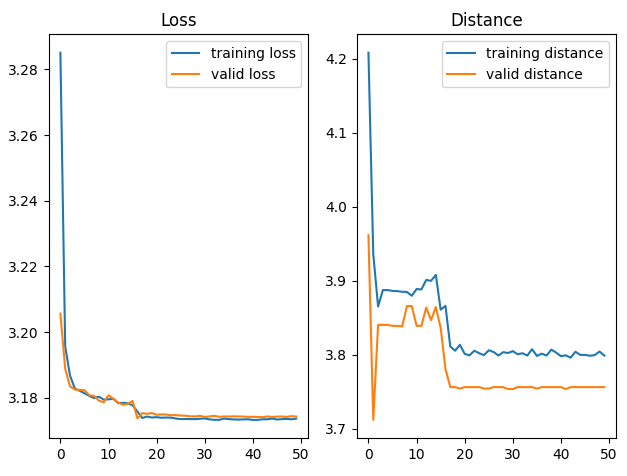 Loss
training loss
valid loss
3.28
3.26
3.24
3.22
3.20
3.18
0 10 20 30 40 50
Distance
training distance
valid distance
4.2
4.1
4.0
3.9
3.8
3.7
0 10 20 30 40 50